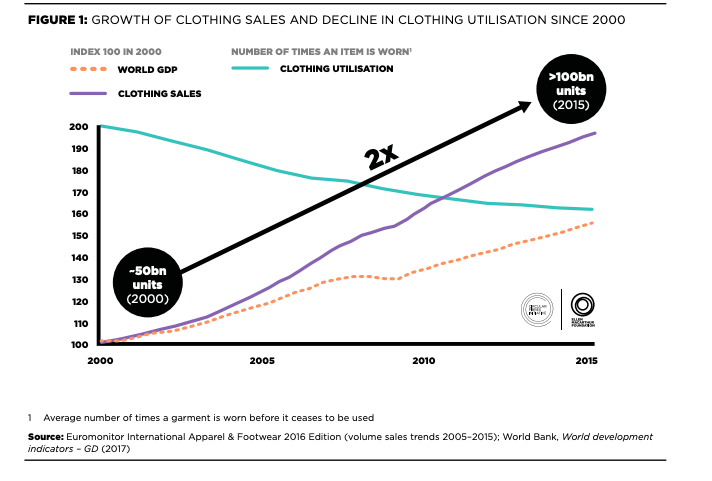 FIGURE 1: GROWTH OF CLOTHING SALES AND DECLINE IN CLOTHING UTILISATION SINCE 2000
INDEX 100 IN 2000
NUMBER OF TIMES AN ITEM IS WORN¹
WORLD GDP
CLOTHING UTILISATION
CLOTHING SALES
>100bn
units
(2015)
2x
~50bn
units
(2000)
200
190
180
170
160
150
140
130
120
110
100
2000
2005
2010
2015
ELLEN
MACARTHUR
FOUNDATION
1 Average number of times a garment is worn before it ceases to be used
Source: Euromonitor International Apparel & Footwear 2016 Edition (volume sales trends 2005–2015); World Bank, World development
indicators – GD (2017)